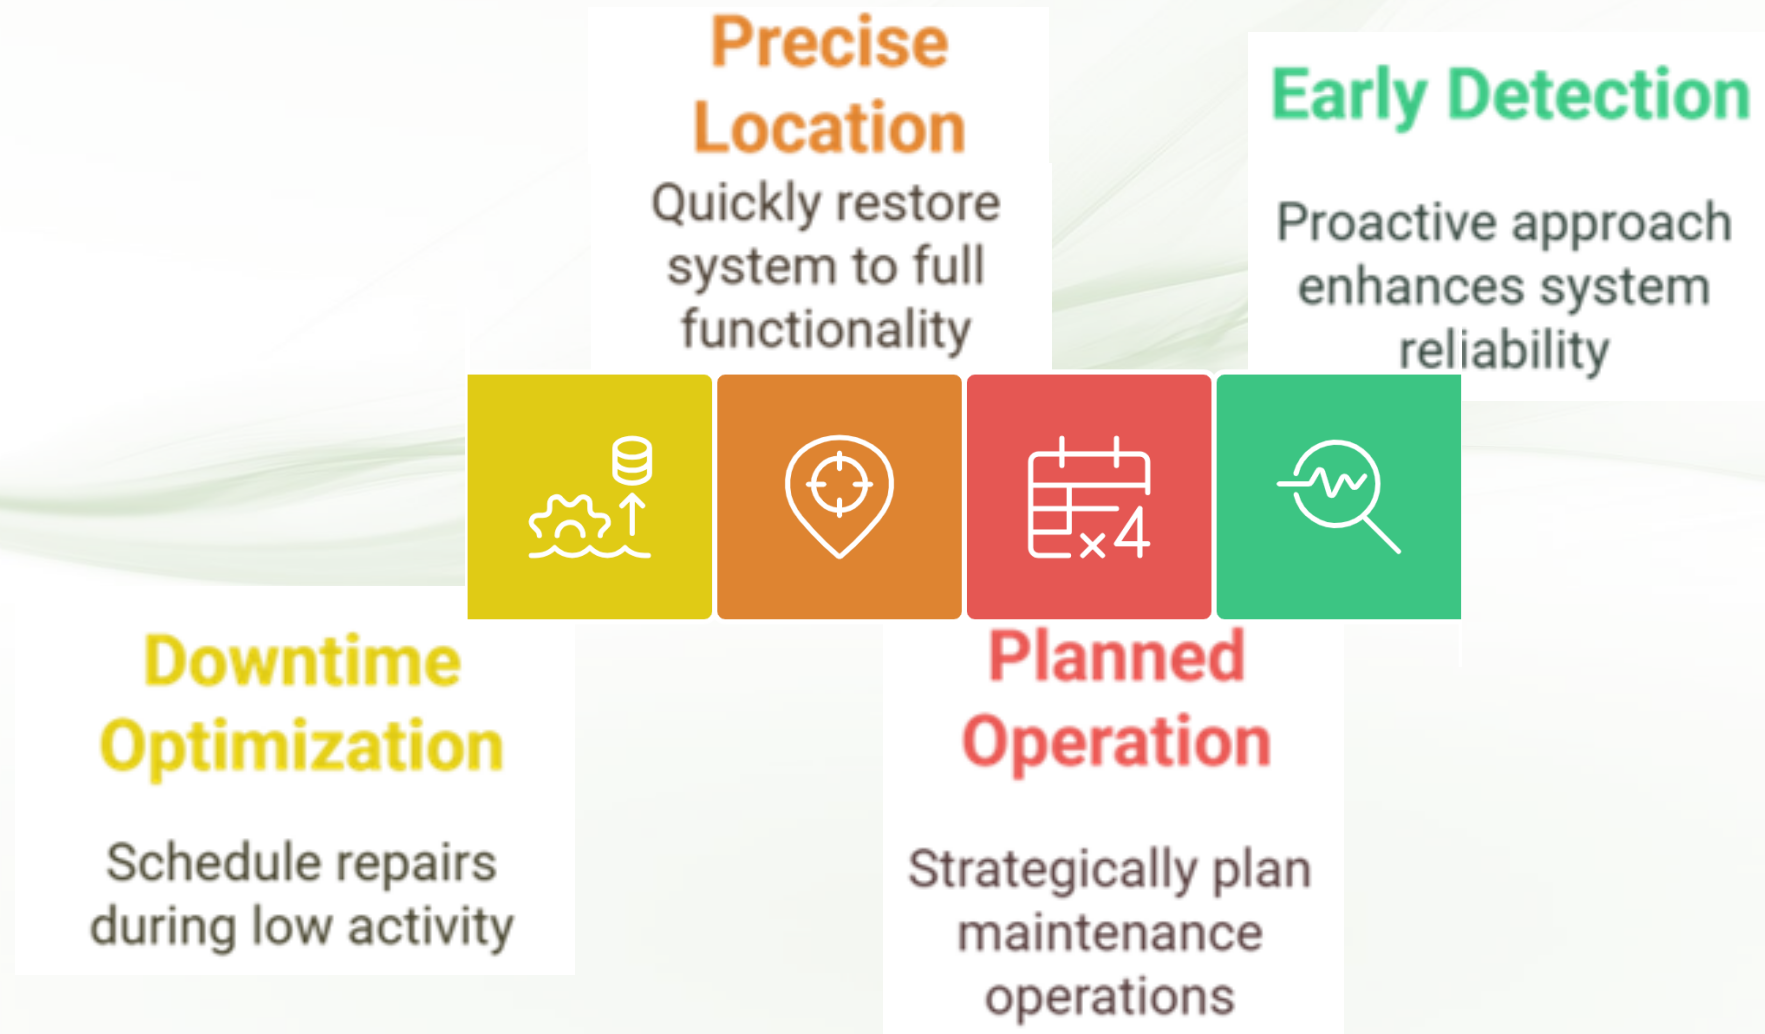 Precise
Location
Quickly restore
system to full
functionality
Early Detection
Proactive approach
enhances system
reliability
×4
Downtime
Optimization
Schedule repairs
during low activity
Planned
Operation
Strategically plan
maintenance
operations